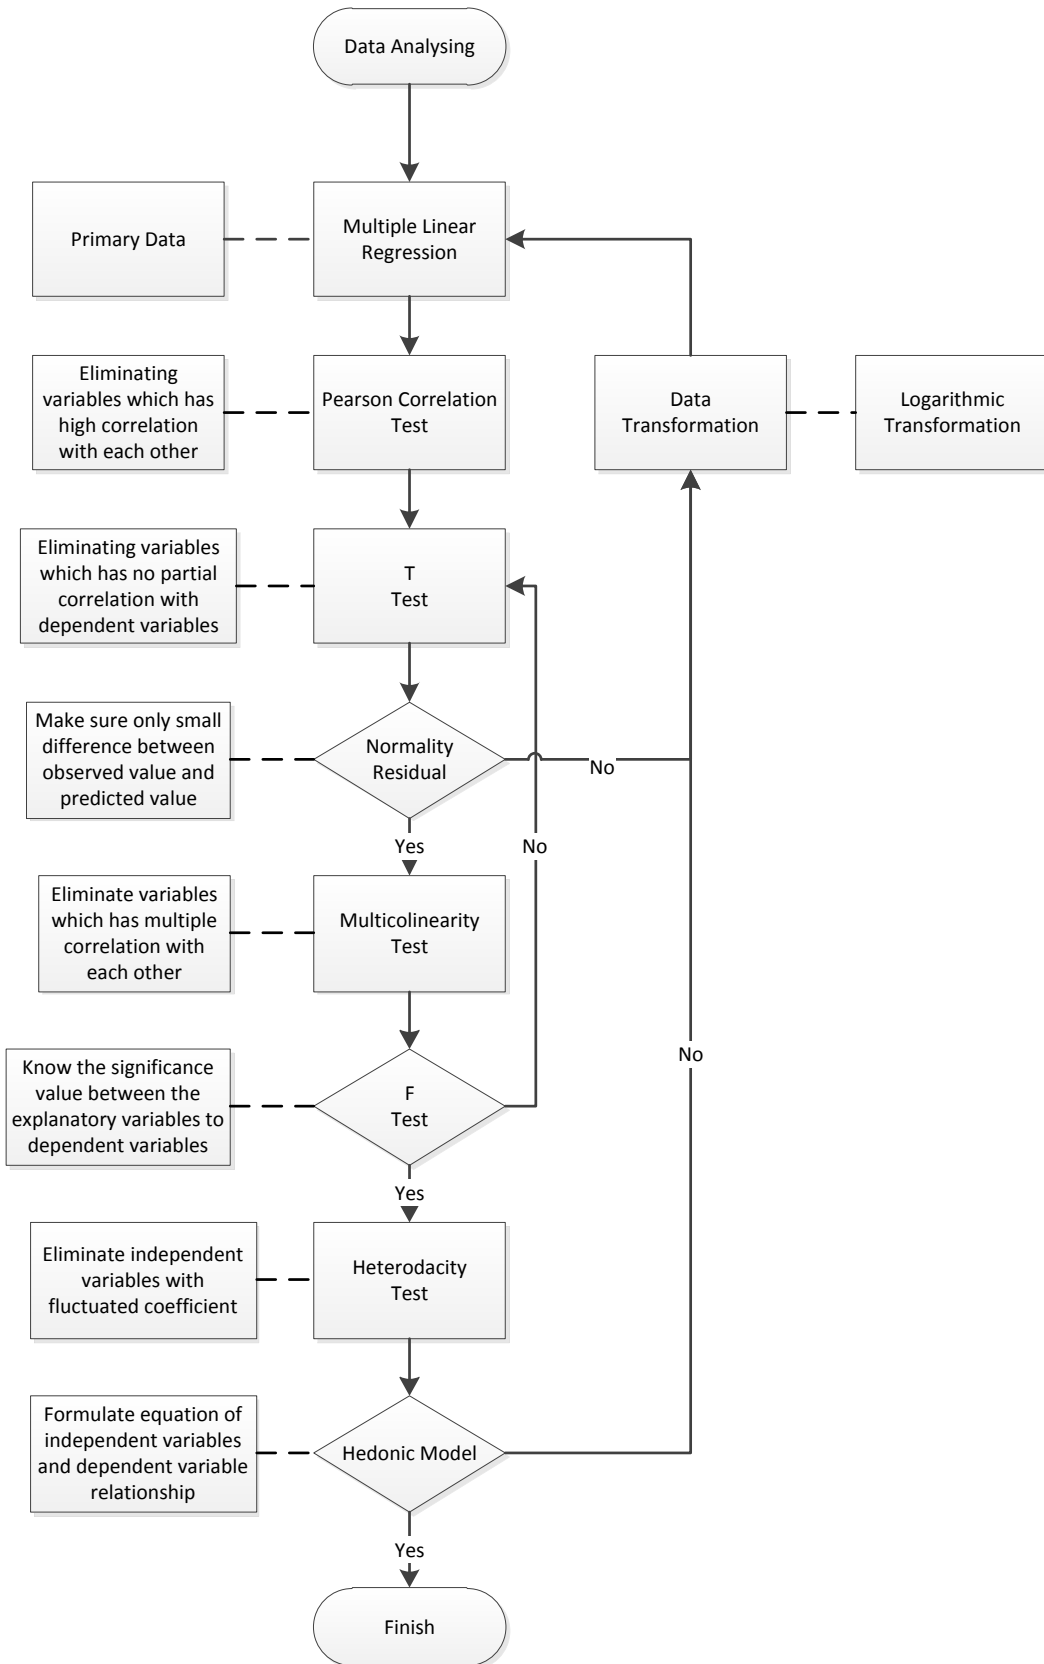 Data Analysing
Primary Data
Multiple Linear
Regression
Eliminating
variables which has
high correlation
with each other
Pearson Correlation
Test
Data
Transformation
Logarithmic
Transformation
Eliminating variables
which has no partial
correlation with
dependent variables
T
Test
Make sure only small
difference between
observed value and
predicted value
Normality
Residual
No
Yes
No
Eliminate variables
which has multiple
correlation with
each other
Multicolinearity
Test
Know the significance
value between the
explanatory variables to
dependent variables
F
Test
No
Yes
Eliminate independent
variables with
fluctuated coefficient
Heterodacity
Test
Formulate equation of
independent variables
and dependent variable
relationship
Hedonic Model
Yes
Finish